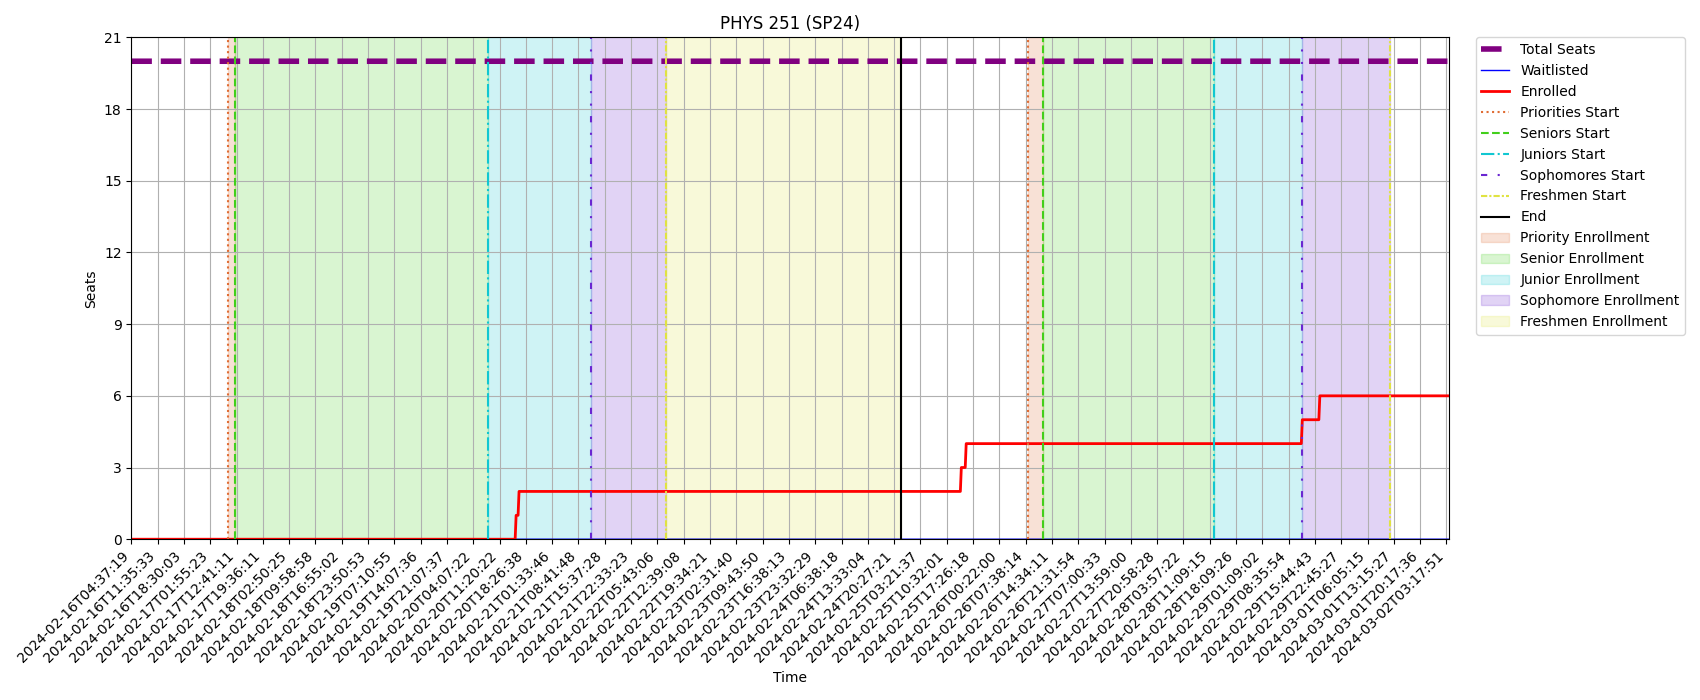 PHYS 251 (SP24)
21
18
15
12
9
6
3
0
Seats
2024-02-16T04:37:19
2024-02-16T11:35:33
2024-02-16T18:30:03
2024-02-17T01:55:23
2024-02-17T12:41:11
2024-02-17T19:36:11
2024-02-18T02:50:25
2024-02-18T09:58:58
2024-02-18T16:55:02
2024-02-18T23:50:53
2024-02-19T07:10:55
2024-02-19T14:07:36
2024-02-19T21:07:37
2024-02-20T04:07:22
2024-02-20T11:20:22
2024-02-20T18:26:38
2024-02-21T01:33:46
2024-02-21T08:41:48
2024-02-21T15:37:28
2024-02-21T22:33:23
2024-02-22T05:43:06
2024-02-22T12:39:08
2024-02-22T19:34:21
2024-02-23T02:31:40
2024-02-23T09:43:50
2024-02-23T16:38:13
2024-02-23T23:32:29
2024-02-24T06:38:18
2024-02-24T13:33:04
2024-02-24T20:27:21
2024-02-25T03:21:37
2024-02-25T10:32:01
2024-02-25T17:26:18
2024-02-26T00:22:00
2024-02-26T07:38:14
2024-02-26T14:34:11
2024-02-26T21:31:54
2024-02-27T07:00:33
2024-02-27T13:59:00
2024-02-27T20:58:28
2024-02-28T03:57:22
2024-02-28T11:09:15
2024-02-28T18:09:26
2024-02-29T01:09:02
2024-02-29T08:35:54
2024-02-29T15:44:43
2024-02-29T22:45:27
2024-03-01T06:05:15
2024-03-01T13:15:27
2024-03-01T20:17:36
2024-03-02T03:17:51
Time
Total Seats
Waitlisted
Enrolled
Priorities Start
Seniors Start
Juniors Start
Sophomores Start
Freshmen Start
End
Priority Enrollment
Senior Enrollment
Junior Enrollment
Sophomore Enrollment
Freshmen Enrollment